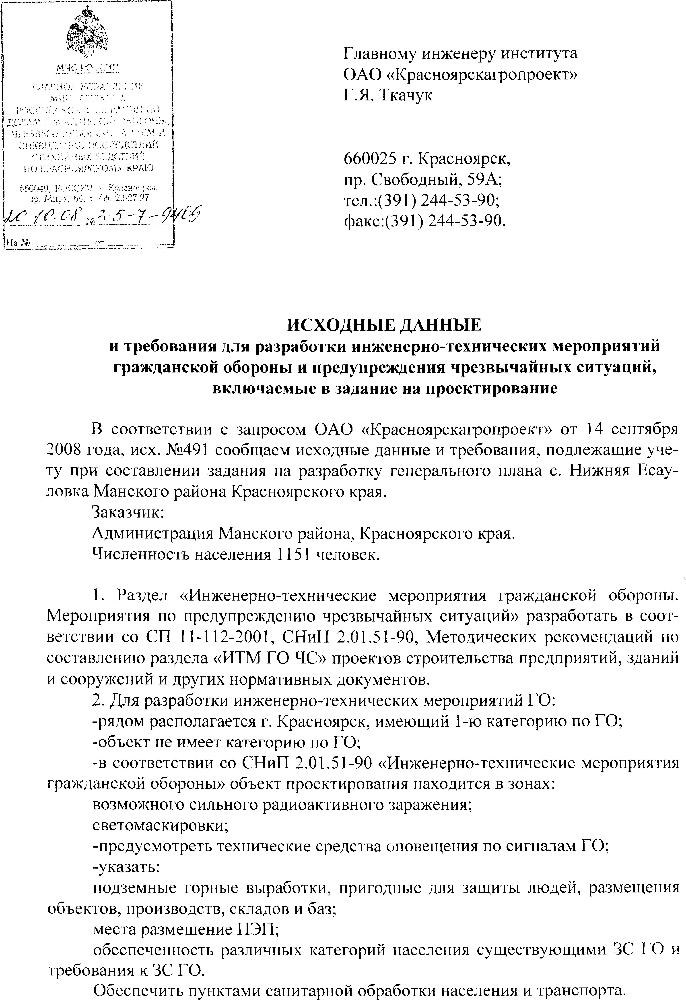 МЧС РОССИИ
ГЛАВНОЕ УПРАВЛЕНИЕ
МИНИСТЕРСТВА
РОССИЙСКОЙ ФЕДЕРАЦИИ ПО
ДЕЛАМ ГРАЖДАНСКОЙ ОБОРОНЫ,
ЧРЕЗВЫЧАЙНЫМ СИТУАЦИЯМ И
ЛИКВИДАЦИИ ПОСЛЕДСТВИЙ
СТИХИЙНЫХ БЕДСТВИЙ
ПО КРАСНОЯРСКОМУ КРАЮ
660049, РОССИЯ г. Красноярск,
пр. Мира, 68, т/ф. 23-27-27
20.10.08 № 3-5-7-9409
На № от
Главному инженеру института
ОАО «Красноярскагропроект»
Г.Я. Ткачук
660025 г. Красноярск,
пр. Свободный, 59А;
тел.:(391) 244-53-90;
факс:(391) 244-53-90.
ИСХОДНЫЕ ДАННЫЕ
и требования для разработки инженерно-технических мероприятий
гражданской обороны и предупреждения чрезвычайных ситуаций,
включаемые в задание на проектирование
В соответствии с запросом ОАО «Красноярскагропроект» от 14 сентября
2008 года, исх. №491 сообщаем исходные данные и требования, подлежащие уче-
ту при составлении задания на разработку генерального плана с. Нижняя Есау-
ловка Манского района Красноярского края.
Заказчик:
Администрация Манского района, Красноярского края.
Численность населения 1151 человек.
1. Раздел «Инженерно-технические мероприятия гражданской обороны.
Мероприятия по предупреждению чрезвычайных ситуаций» разработать в соот-
ветствии со СП 11-112-2001, СНиП 2.01.51-90, Методических рекомендаций по
составлению раздела «ИТМ ГО ЧС» проектов строительства предприятий, зданий
и сооружений и других нормативных документов.
2. Для разработки инженерно-технических мероприятий ГО:
-рядом располагается г. Красноярск, имеющий 1-ю категорию по ГО;
-объект не имеет категорию по ГО;
-в соответствии со СНиП 2.01.51-90 «Инженерно-технические мероприятия
гражданской обороны» объект проектирования находится в зонах:
возможного сильного радиоактивного заражения;
светомаскировки;
-предусмотреть технические средства оповещения по сигналам ГО;
-указать:
подземные горные выработки, пригодные для защиты людей, размещения
объектов, производств, складов и баз;
места размещение ПЭП;
обеспеченность различных категорий населения существующими ЗС ГО и
требования к ЗС ГО.
Обеспечить пунктами санитарной обработки населения и транспорта.